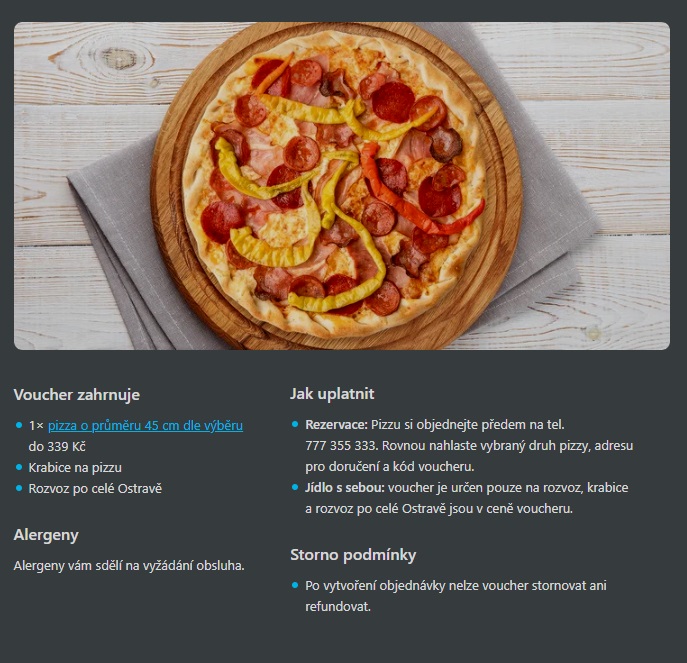 Voucher zahrnuje
1× pizza o průměru 45 cm dle výběru
do 339 Kč
Krabice na pizzu
Rozvoz po celé Ostravě
Alergeny
Alergeny vám sdělí na vyžádání obsluha.
Jak uplatnit
Rezervace: Pizzu si objednejte předem na tel.
777 355 333. Rovnou nahlaste vybraný druh pizzy, adresu
pro doručení a kód voucheru.
Jídlo s sebou: voucher je určen pouze na rozvoz, krabice
a rozvoz po celé Ostravě jsou v ceně voucheru.
Storno podmínky
Po vytvoření objednávky nelze voucher stornovat ani
refundovat.